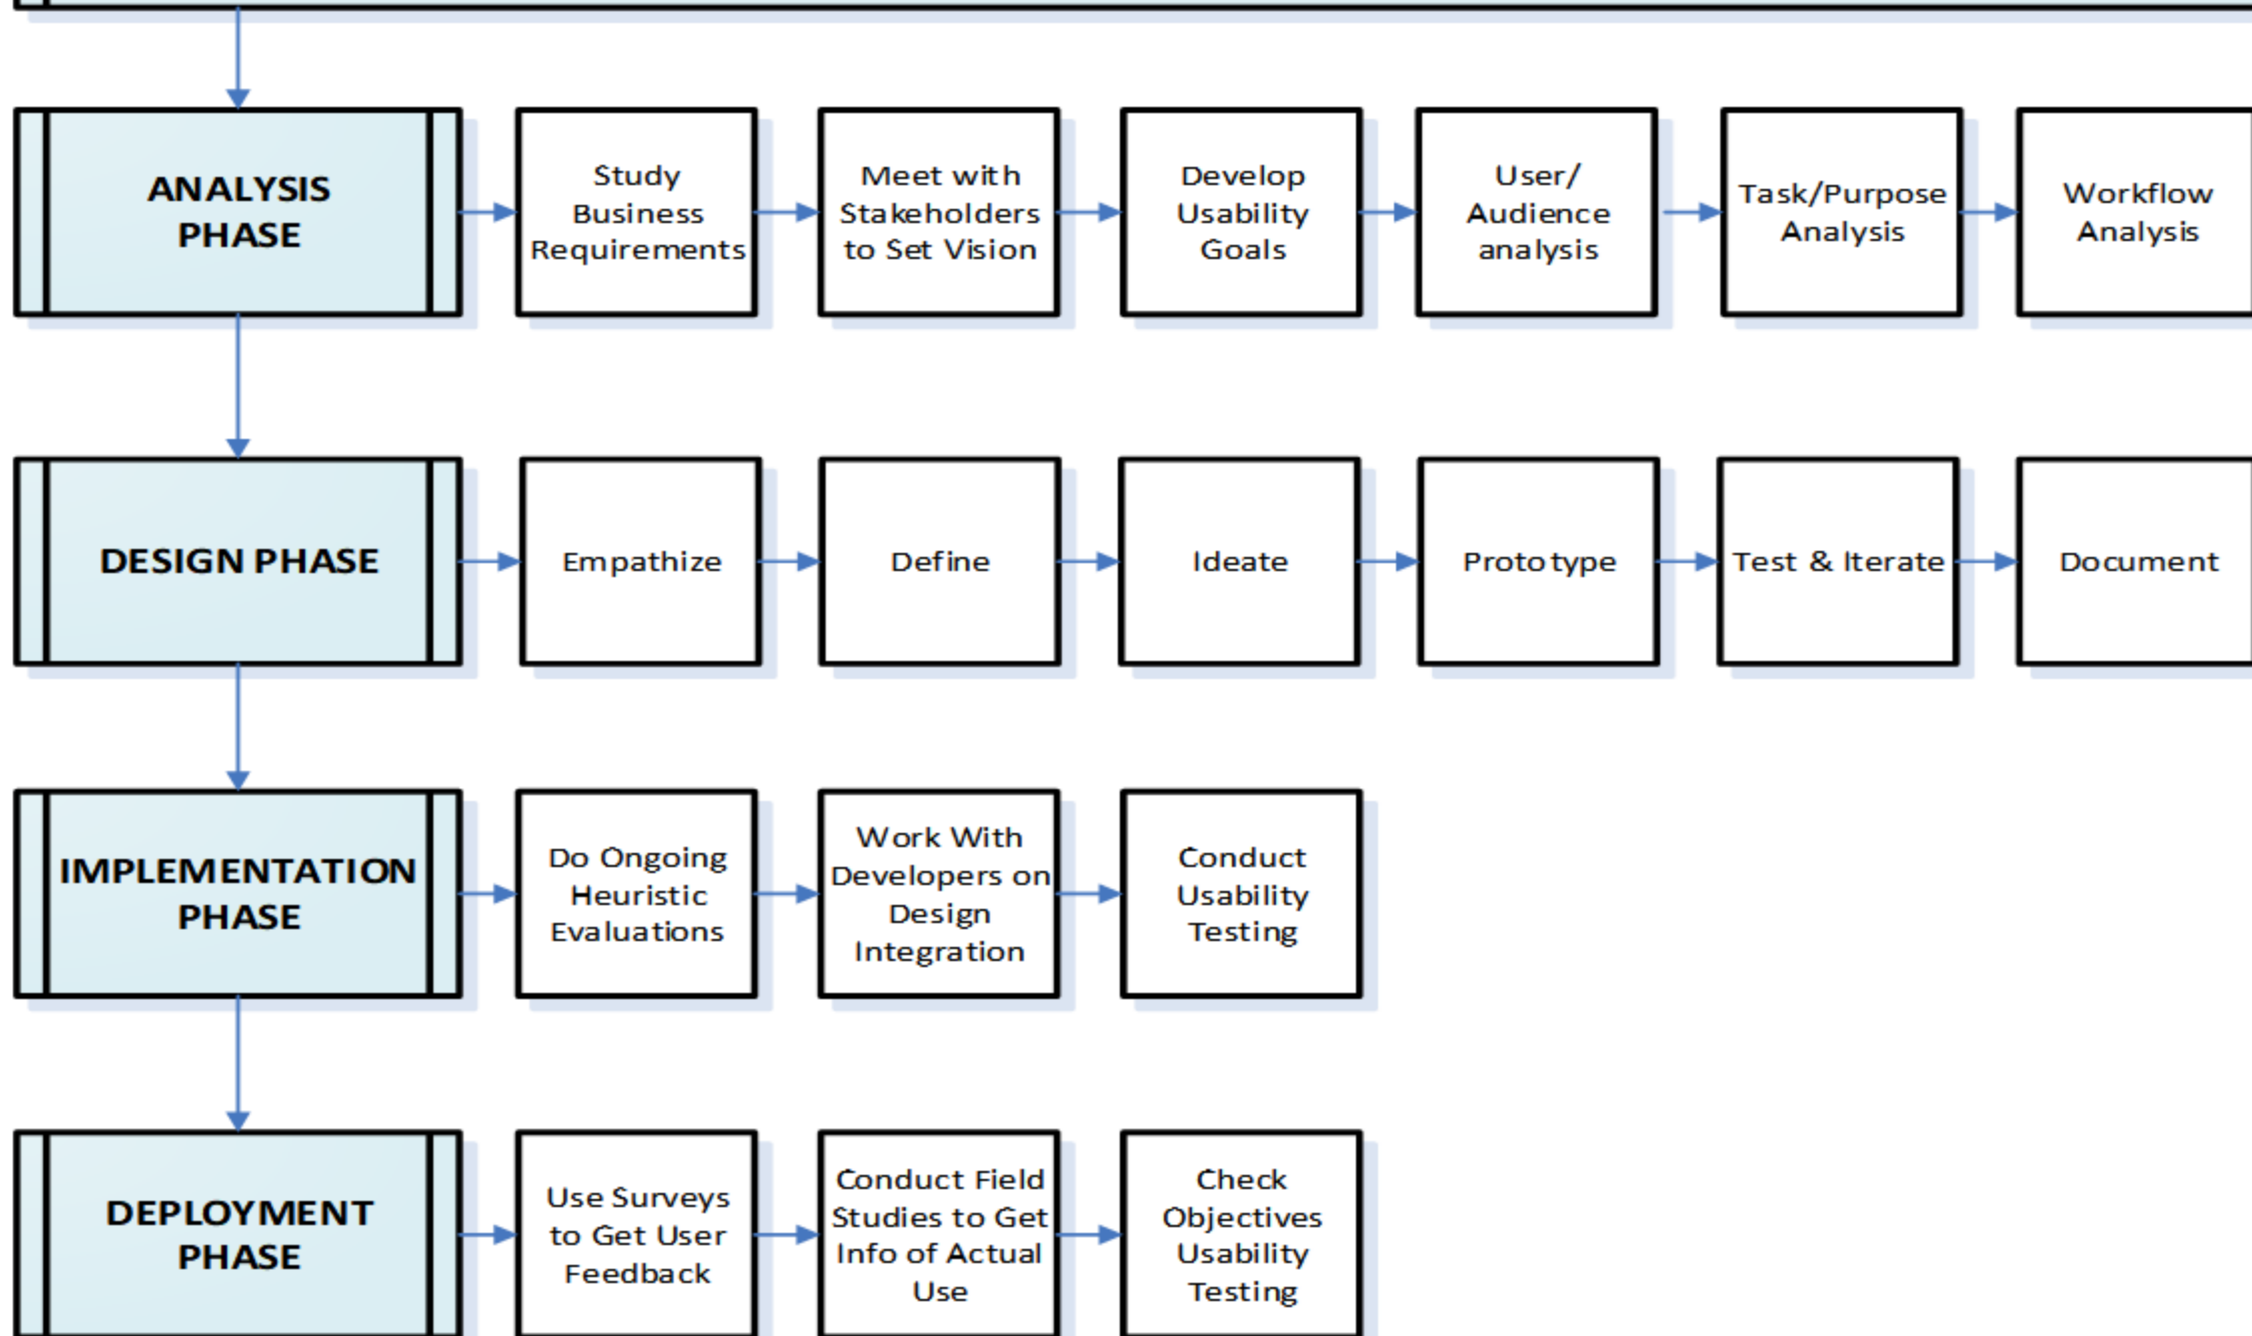 ANALYSIS
PHASE
Study
Business
Requirements
Meet with
Stakeholders
to Set Vision
Develop
Usability
Goals
User/
Audience
analysis
Task/Purpose
Analysis
Workflow
Analysis
DESIGN PHASE
Empathize
Define
Ideate
Prototype
Test & Iterate
Document
IMPLEMENTATION
PHASE
Do Ongoing
Heuristic
Evaluations
Work With
Developers on
Design
Integration
Conduct
Usability
Testing
DEPLOYMENT
PHASE
Use Surveys
to Get User
Feedback
Conduct Field
Studies to Get
Info of Actual
Use
Check
Objectives
Usability
Testing